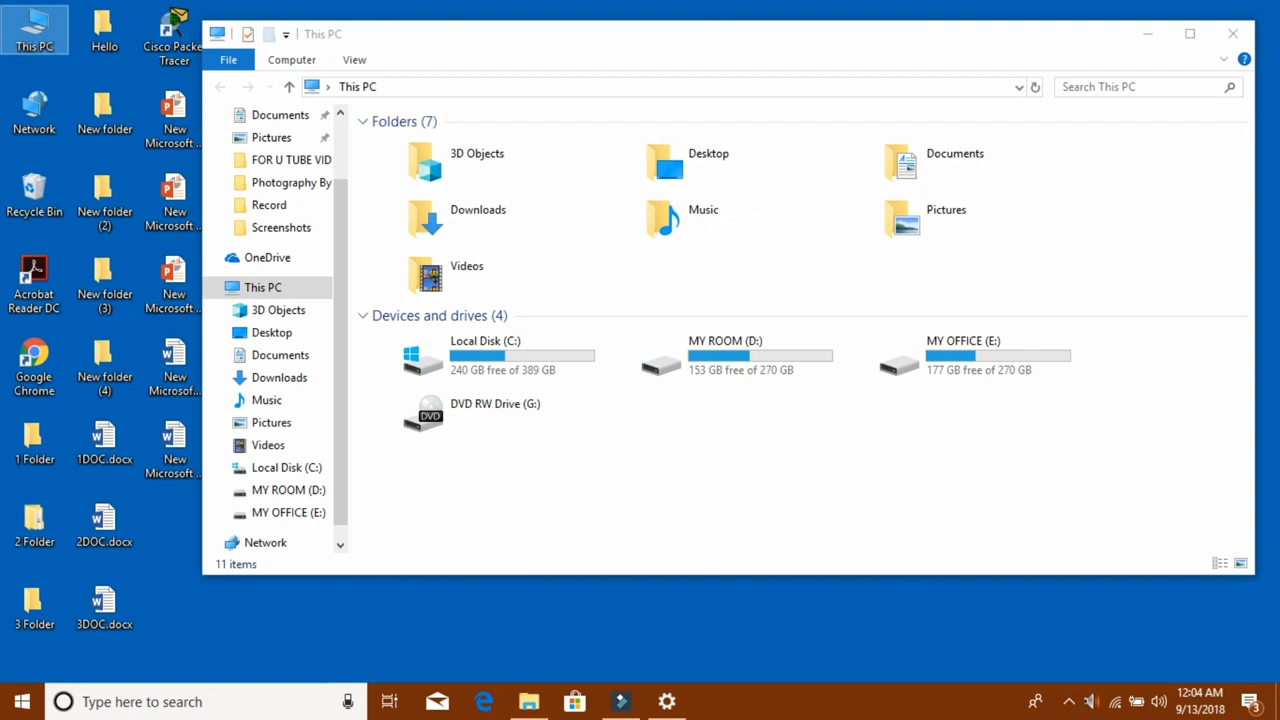 This PC
Hello
Cisco Packe
Tracer
Network
New folder
New
Microsoft ...
Recycle Bin
New folder
(2)
New
Microsoft ...
Acrobat
Reader DC
New folder
(3)
New
Microsoft ...
Google
Chrome
New folder
(4)
New
Microsof...
1 Folder
1DOC.docx
New
Microsoft ...
2 Folder
2DOC.docx
3 Folder
3DOC.docx
This PC
File
Computer
View
This PC
Search This PC
Documents
Pictures
FOR U TUBE VID
Photography By
Record
Screenshots
OneDrive
This PC
3D Objects
Desktop
Documents
Downloads
Music
Pictures
Videos
Local Disk (C:)
MY ROOM (D:)
MY OFFICE (E:)
Network
Folders (7)
3D Objects
Desktop
Documents
Downloads
Music
Pictures
Videos
Devices and drives (4)
Local Disk (C:)
240 GB free of 389 GB
MY ROOM (D:)
153 GB free of 270 GB
MY OFFICE (E:)
177 GB free of 270 GB
DVD
DVD RW Drive (G:)
11 items
Type here to search
12:04 AM
9/13/2018
3